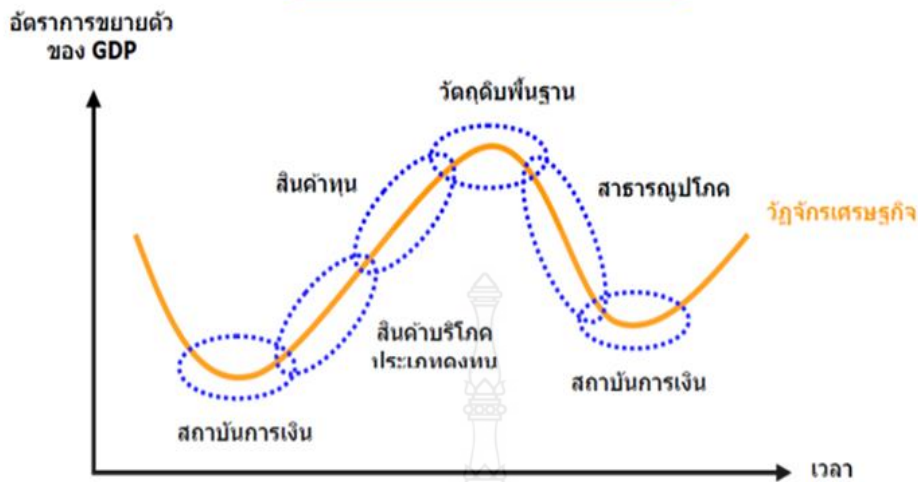 อัตราการขยายตัว
ของ GDP
วัตถุดิบพื้นฐาน
สินค้าทุน
สาธารณูปโภค
วัฏจักรเศรษฐกิจ
สินค้าบริโภค
ประเภทคงทน
สถาบันการเงิน
สถาบันการเงิน
เวลา